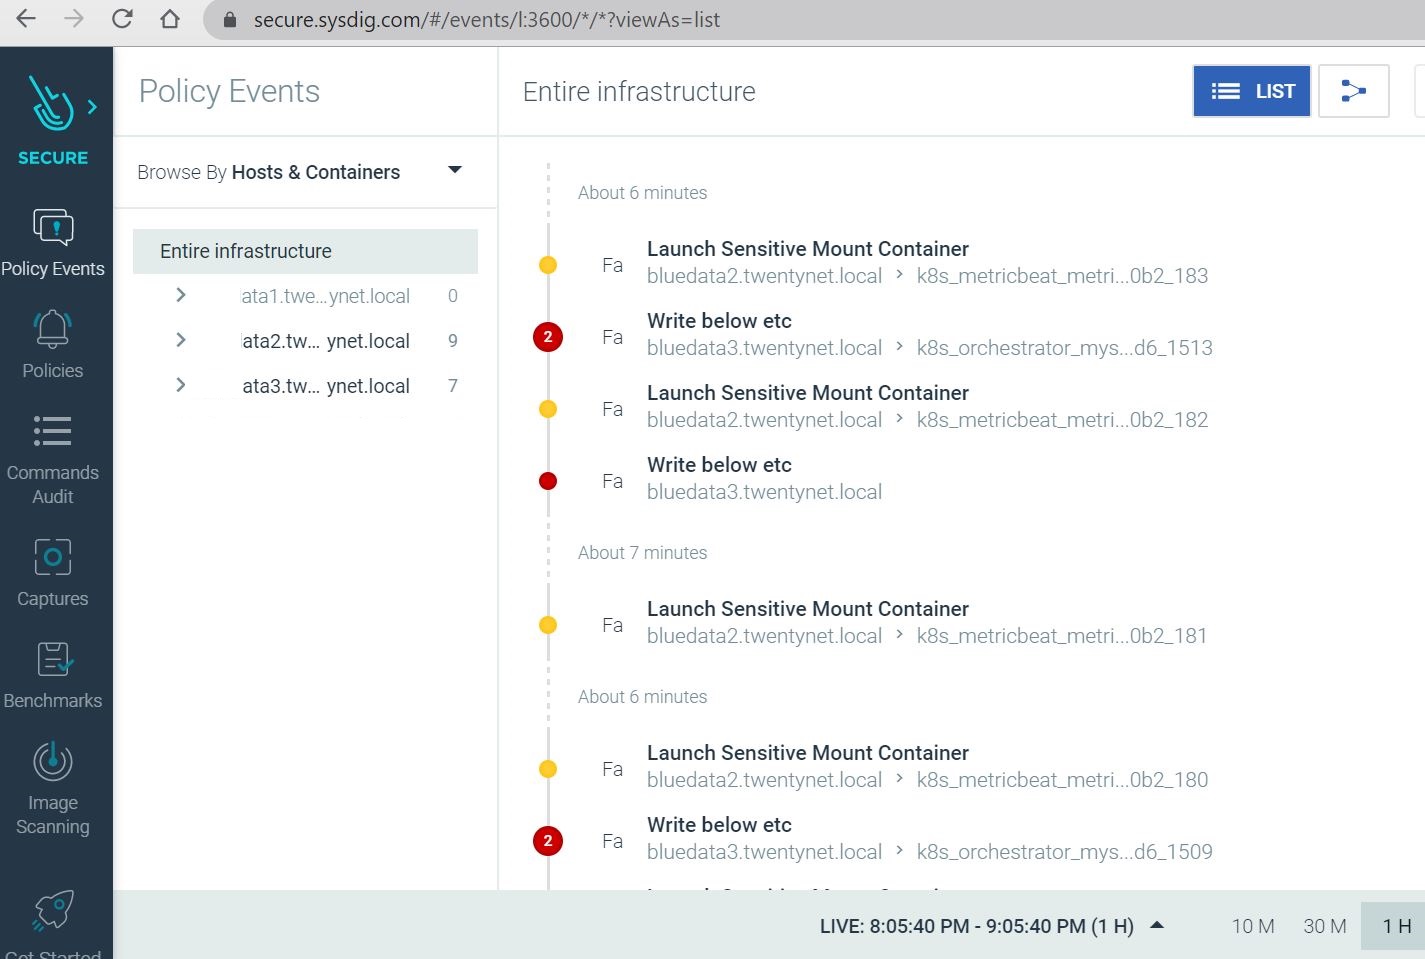 secure.sysdig.com/#/events/l:3600/*/*?viewAs=list
SECURE
Policy Events
Policies
Commands
Audit
Captures
Benchmarks
Image
Scanning
Get Started
Policy Events
Browse By Hosts & Containers
Entire infrastructure
ata1.twe...ynet.local 0
ata2.tw... ynet.local 9
ata3.tw... ynet.local 7
Entire infrastructure
LIST
About 6 minutes
Fa Launch Sensitive Mount Container
bluedata2.twentynet.local > k8s_metricbeat_metri...0b2_183
2 Fa Write below etc
bluedata3.twentynet.local > k8s_orchestrator_mys...d6_1513
Fa Launch Sensitive Mount Container
bluedata2.twentynet.local > k8s_metricbeat_metri...0b2_182
Fa Write below etc
bluedata3.twentynet.local
About 7 minutes
Fa Launch Sensitive Mount Container
bluedata2.twentynet.local > k8s_metricbeat_metri...0b2_181
About 6 minutes
Fa Launch Sensitive Mount Container
bluedata2.twentynet.local > k8s_metricbeat_metri...0b2_180
2 Fa Write below etc
bluedata3.twentynet.local > k8s_orchestrator_mys...d6_1509
LIVE: 8:05:40 PM - 9:05:40 PM (1 H) 10 M 30 M 1 H